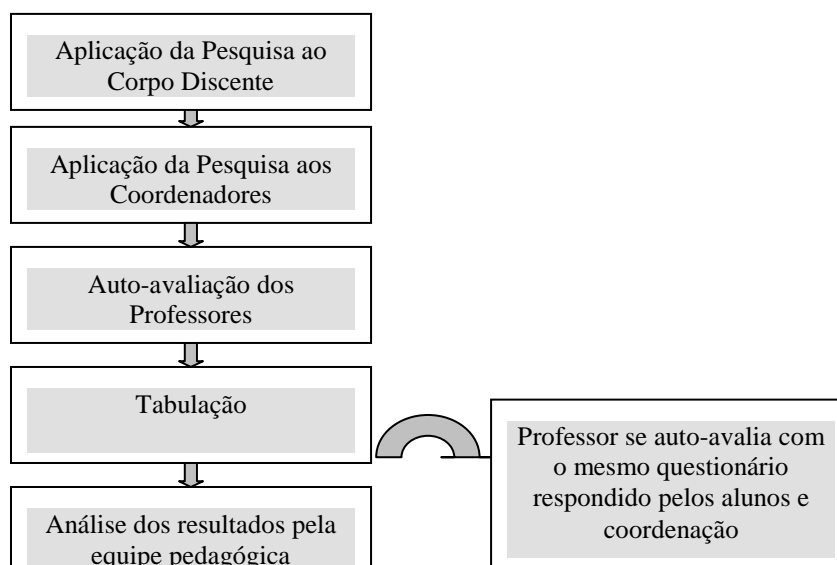 Aplicação da Pesquisa ao
Corpo Discente
Aplicação da Pesquisa aos
Coordenadores
Auto-avaliação dos
Professores
Tabulação
Professor se auto-avalia com
o mesmo questionário
respondido pelos alunos e
coordenação
Análise dos resultados pela
equipe pedagógica